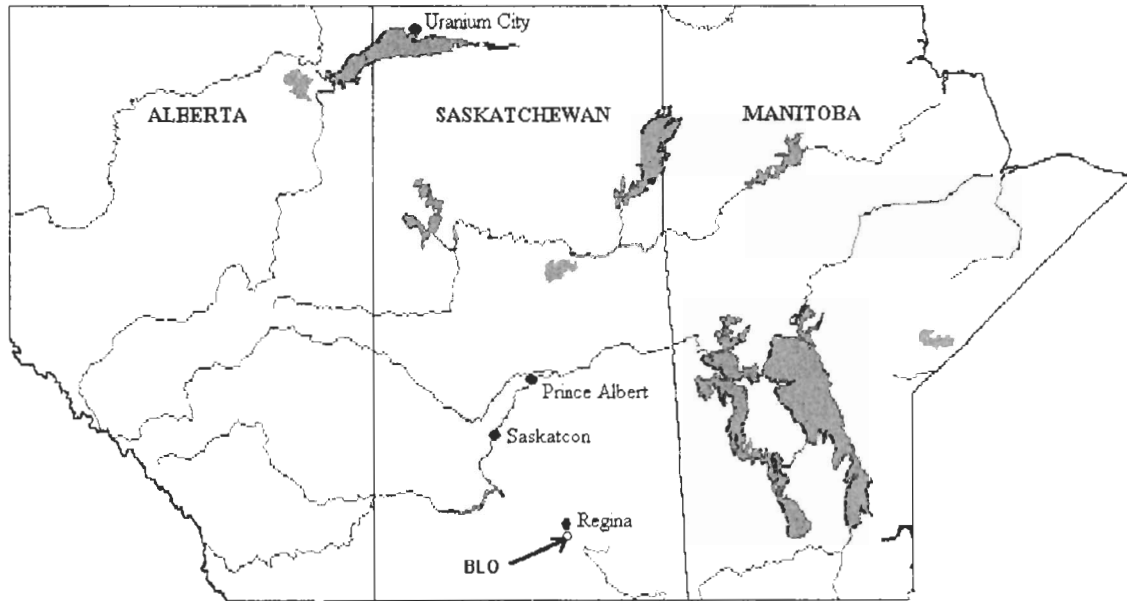 Uranium City
ALBERTA
SASKATCHEWAN
MANITOBA
Prince Albert
Saskatoon
Regina
BLO